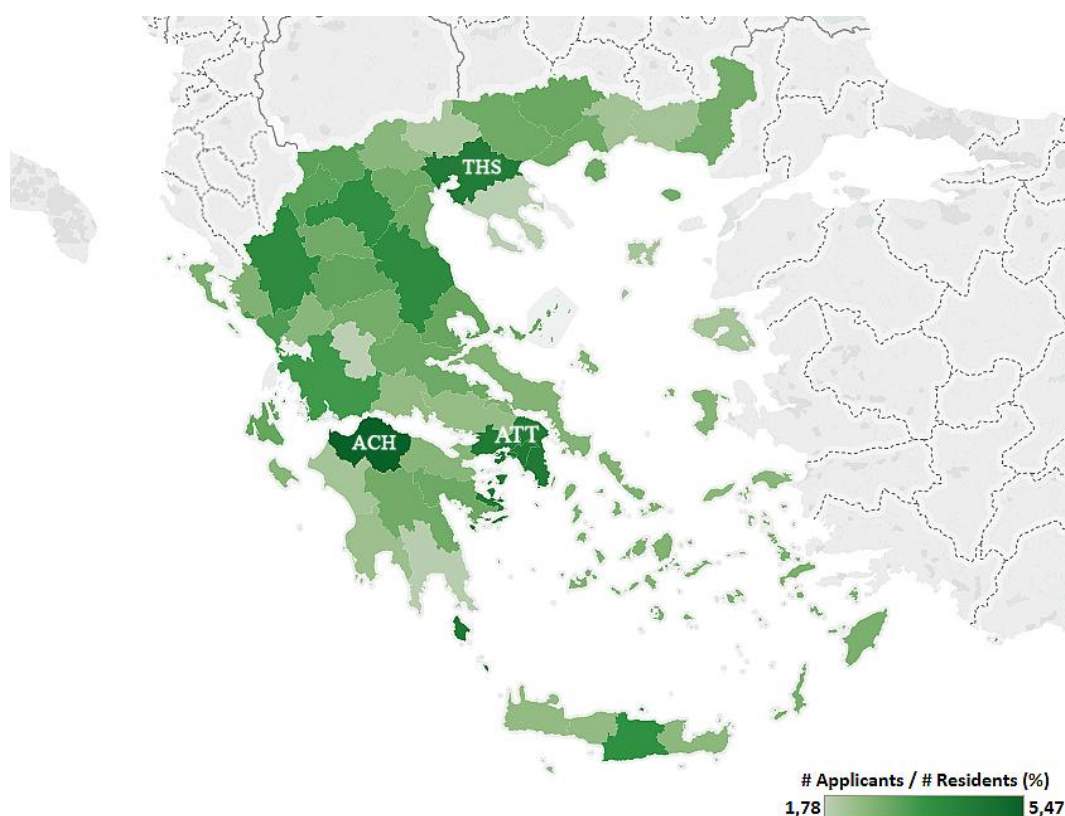 THS
ACH
ATT
# Applicants / # Residents (%)
1,78 5,47